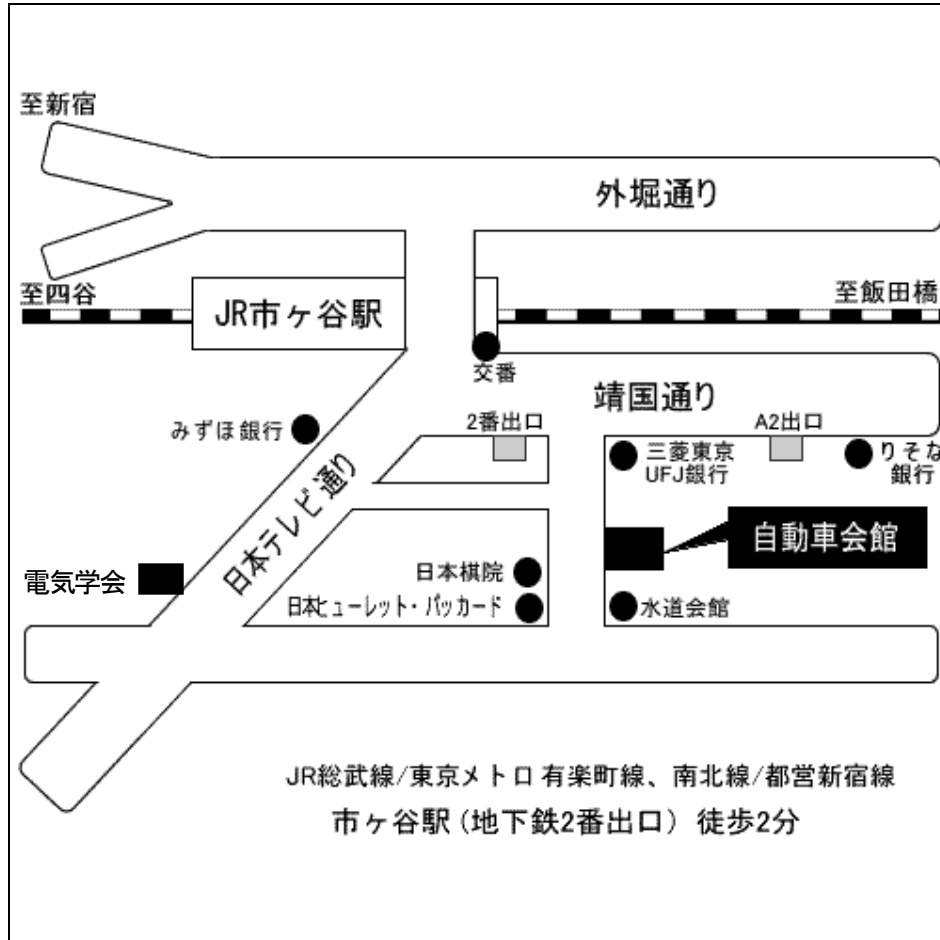 至新宿
外堀通り
至四谷
JR市ヶ谷駅
至飯田橋
交番
靖国通り
みずほ銀行
2番出口
A2出口
三菱東京
UFJ銀行
りそな
銀行
日本テレビ通り
自動車会館
電気学会
日本棋院
日本ヒューレット・パッカード
水道会館
JR総武線/東京メトロ 有楽町線、南北線/都営新宿線
市ヶ谷駅 (地下鉄2番出口) 徒歩2分